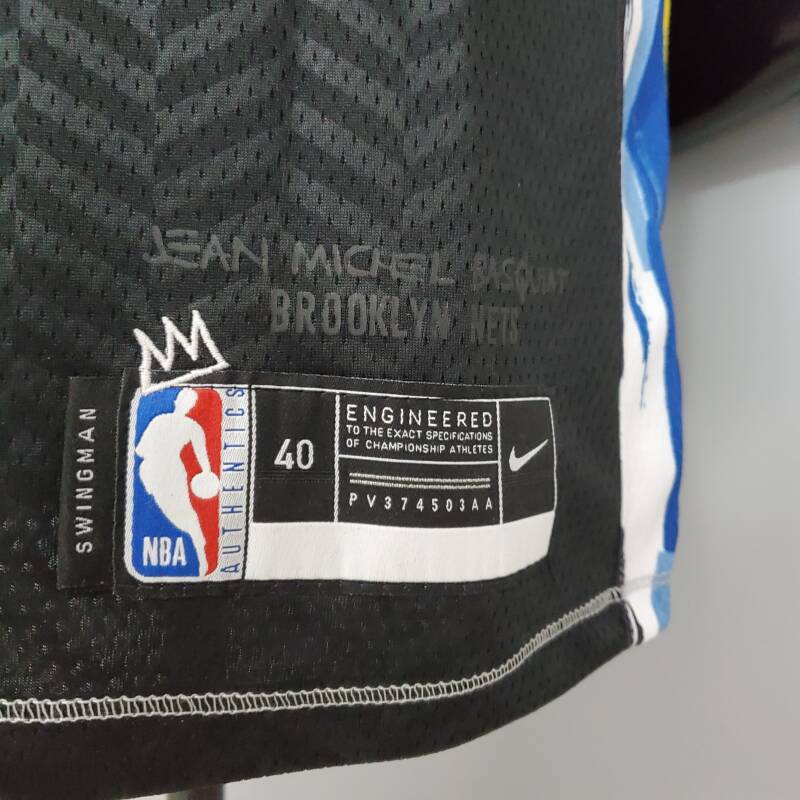 JEAN MICHEL BASQUIAT
BROOKLYN NETS
SWINGMAN
NBA
AUTHENTICS
40
ENGINEERED
TO THE EXACT SPECIFICATIONS
OF CHAMPIONSHIP ATHLETES
PV374503AA